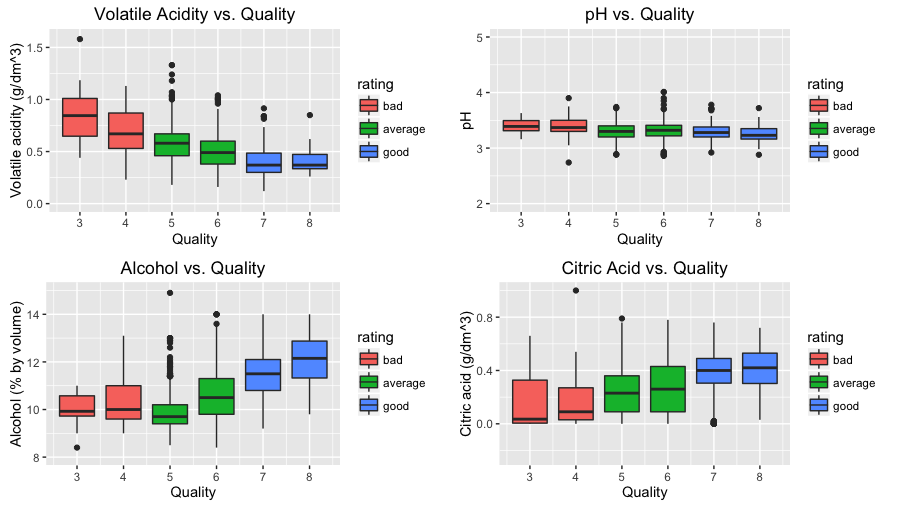 Volatile Acidity vs. Quality
Volatile acidity (g/dm^3)
1.5
1.0
0.5
0.0
3 4 5 6 7 8
Quality
rating
bad
average
good
pH vs. Quality
pH
5
4
3
2
3 4 5 6 7 8
Quality
rating
bad
average
good
Alcohol vs. Quality
Alcohol (% by volume)
14
12
10
8
3 4 5 6 7 8
Quality
rating
bad
average
good
Citric Acid vs. Quality
Citric acid (g/dm^3)
0.8
0.4
0.0
3 4 5 6 7 8
Quality
rating
bad
average
good